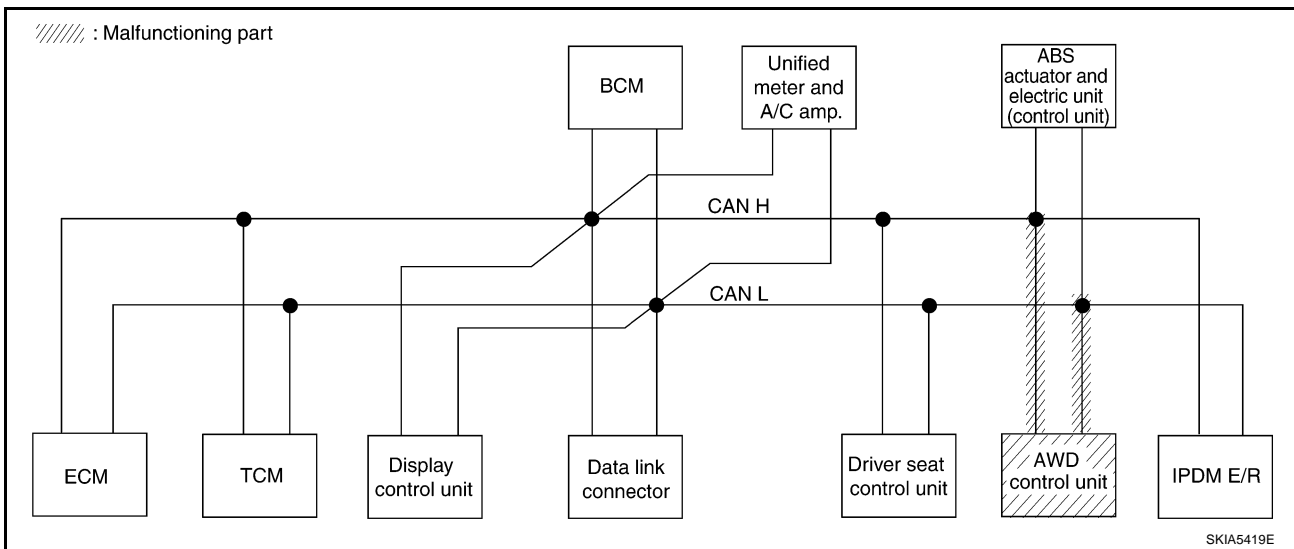 : Malfunctioning part
BCM
Unified
meter and
A/C amp.
ABS
actuator and
electric unit
(control unit)
CAN H
CAN L
ECM
TCM
Display
control unit
Data link
connector
Driver seat
control unit
AWD
control unit
IPDM E/R
SKIA5419E